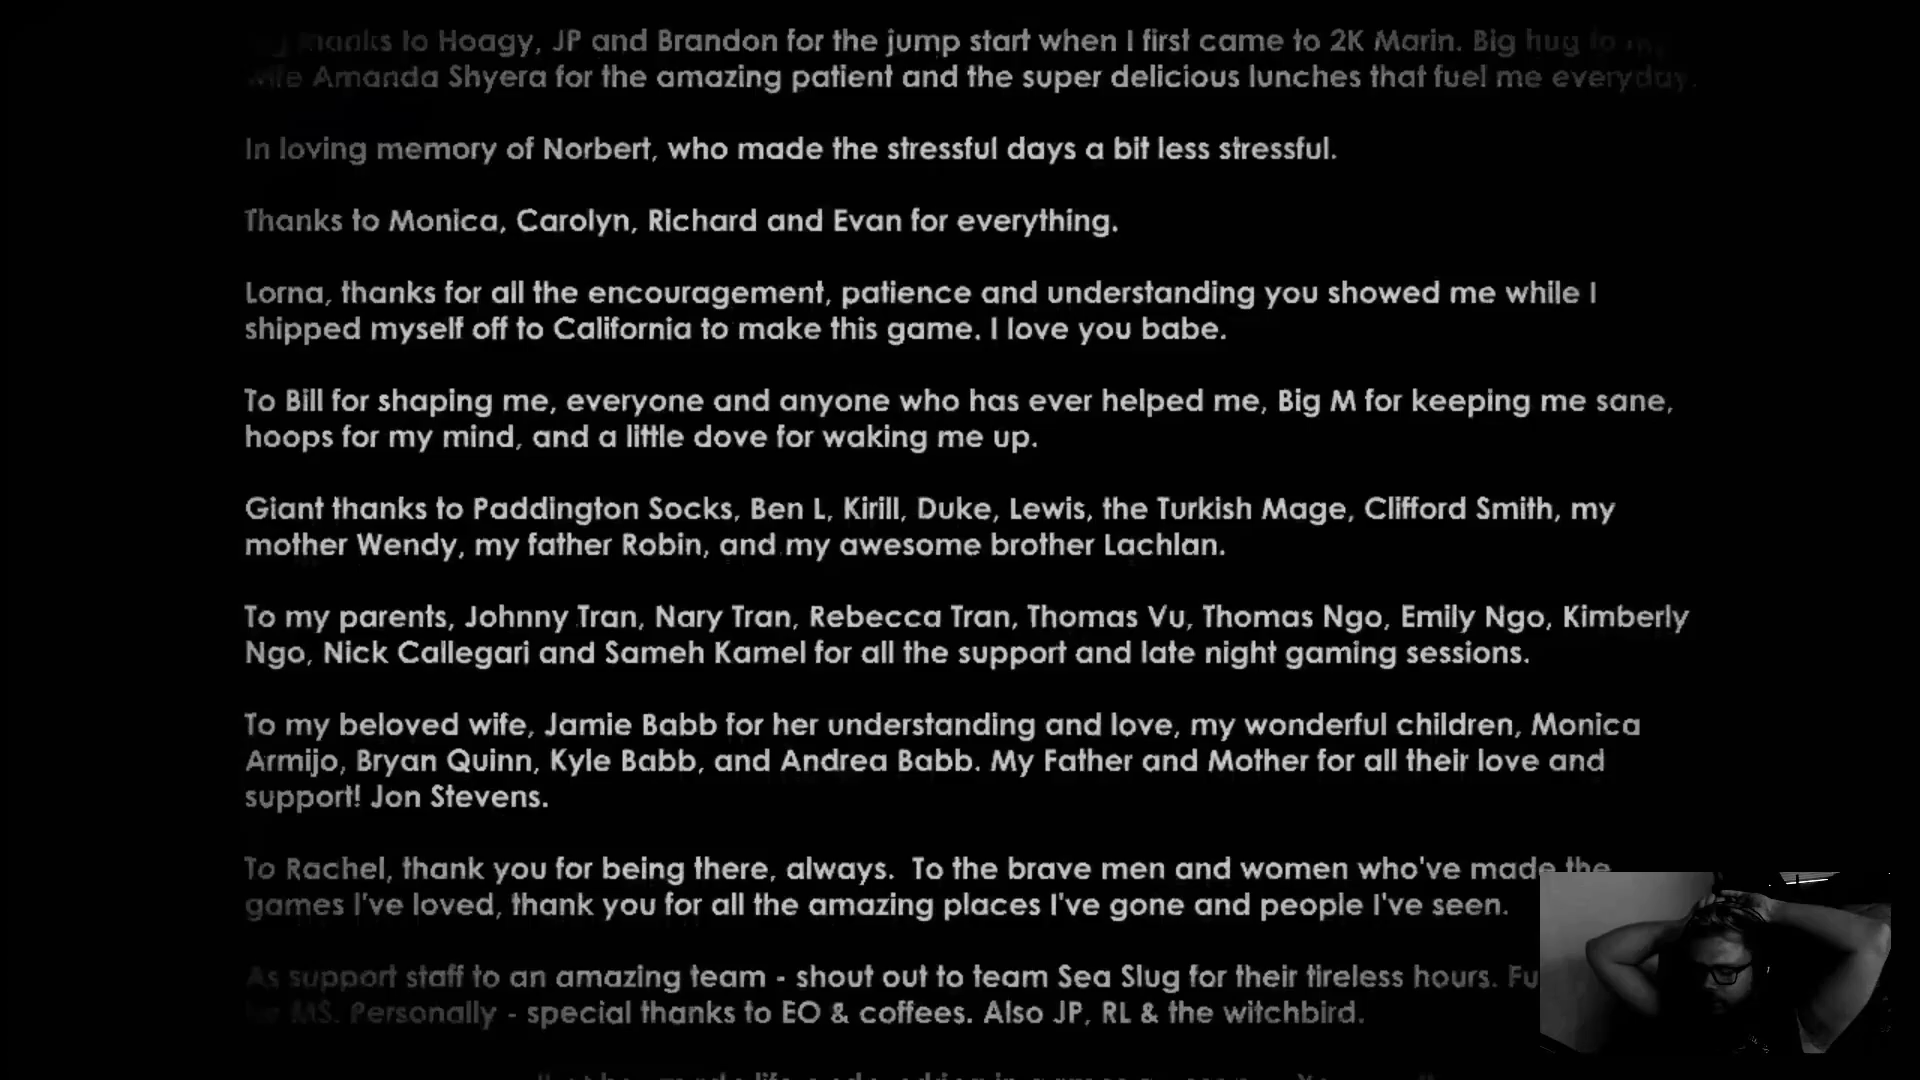 thanks to Hoagy, JP and Brandon for the jump start when I first came to 2K Marin. Big hug to my
wife Amanda Shyera for the amazing patient and the super delicious lunches that fuel me everyday.
In loving memory of Norbert, who made the stressful days a bit less stressful.
Thanks to Monica, Carolyn, Richard and Evan for everything.
Lorna, thanks for all the encouragement, patience and understanding you showed me while I
shipped myself off to California to make this game. I love you babe.
To Bill for shaping me, everyone and anyone who has ever helped me, Big M for keeping me sane,
hoops for my mind, and a little dove for waking me up.
Giant thanks to Paddington Socks, Ben L, Kirill, Duke, Lewis, the Turkish Mage, Clifford Smith, my
mother Wendy, my father Robin, and my awesome brother Lachlan.
To my parents, Johnny Tran, Nary Tran, Rebecca Tran, Thomas Vu, Thomas Ngo, Emily Ngo, Kimberly
Ngo, Nick Callegari and Sameh Kamel for all the support and late night gaming sessions.
To my beloved wife, Jamie Babb for her understanding and love, my wonderful children, Monica
Armijo, Bryan Quinn, Kyle Babb, and Andrea Babb. My Father and Mother for all their love and
support! Jon Stevens.
To Rachel, thank you for being there, always. To the brave men and women who've made the
games I've loved, thank you for all the amazing places I've gone and people I've seen.
As support staff to an amazing team - shout out to team Sea Slug for their tireless hours.
MS. Personally - special thanks to EO & coffees. Also JP, RL & the witchbird.